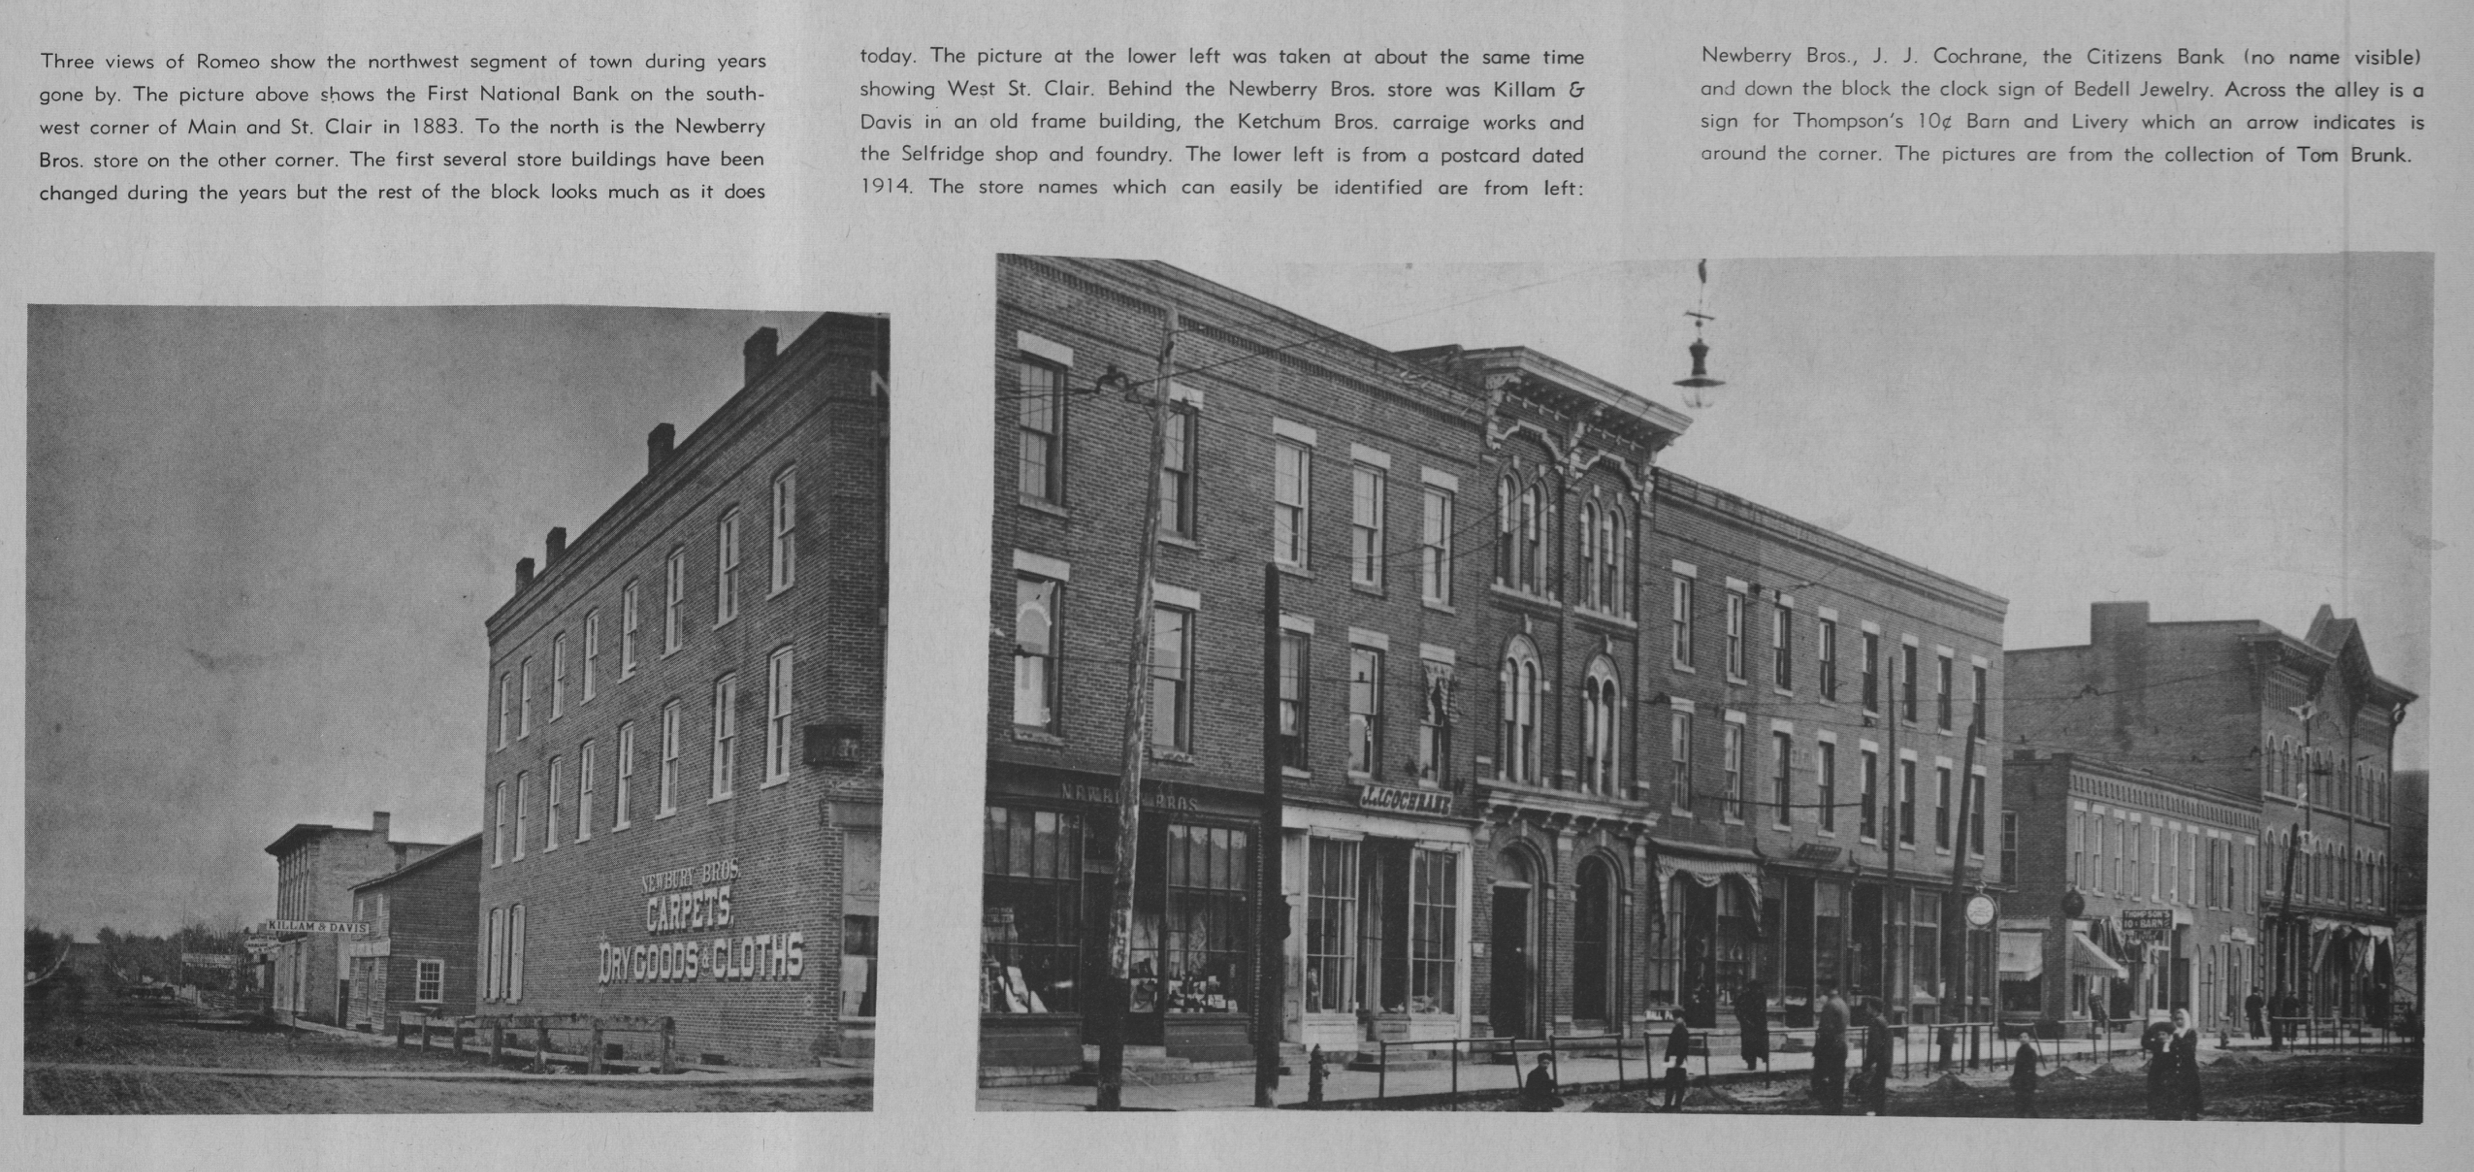 Three views of Romeo show the northwest segment of town during years
gone by. The picture above shows the First National Bank on the south-
west corner of Main and St. Clair in 1883. To the north is the Newberry
Bros. store on the other corner. The first several store buildings have been
changed during the years but the rest of the block looks much as it does
today. The picture at the lower left was taken at about the same time
showing West St. Clair. Behind the Newberry Bros. store was Killam &
Davis in an old frame building, the Ketchum Bros. carraige works and
the Selfridge shop and foundry. The lower left is from a postcard dated
1914. The store names which can easily be identified are from left:
Newberry Bros., J. J. Cochrane, the Citizens Bank (no name visible)
and down the block the clock sign of Bedell Jewelry. Across the alley is a
sign for Thompson's 10¢ Barn and Livery which an arrow indicates is
around the corner. The pictures are from the collection of Tom Brunk.
KILLAM & DAVIS
NEWBURY BROS.
CARPETS,
DRY GOODS & CLOTHS
BROS
J.J. COCHRANE
THOMPSON'S
10¢ BARN